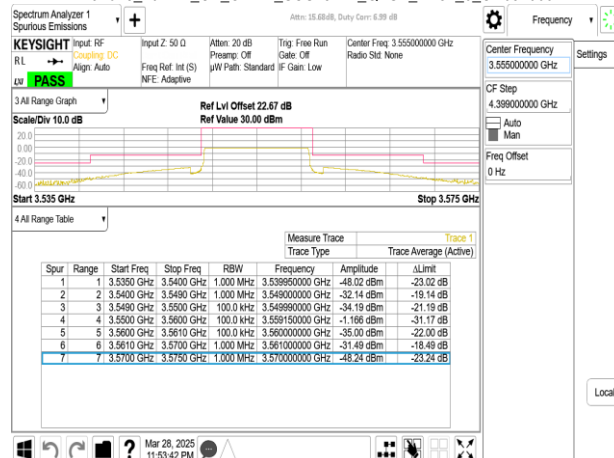 Spectrum Analyzer 1
Spurious Emissions
Attn: 15.68dB, Duty Corr: 6.99 dB
Frequency
KEYSIGHT Input: RF Input Z: 50 Ω Atten: 20 dB Trig: Free Run Center Freq: 3.555000000 GHz
RL Coupling: DC Preamp: Off Gate: Off Radio Std: None
Align: Auto Freq Ref: Int (S) µW Path: Standard IF Gain: Low
NFE: Adaptive
PASS
Center Frequency
3.555000000 GHz
Settings
CF Step
4.399000000 GHz
Auto
Man
Freq Offset
0 Hz
Local
3 All Range Graph
Ref Lvl Offset 22.67 dB
Scale/Div 10.0 dB Ref Value 30.00 dBm
20.0
0.00
-20.0
-40.0
-60.0
Start 3.535 GHz Stop 3.575 GHz
4 All Range Table
Measure Trace Trace 1
Trace Type Trace Average (Active)
Spur Range Start Freq Stop Freq RBW Frequency Amplitude ΔLimit
1 1 3.5350 GHz 3.5400 GHz 1.000 MHz 3.539950000 GHz -48.02 dBm -23.02 dB
2 2 3.5400 GHz 3.5490 GHz 1.000 MHz 3.549000000 GHz -32.14 dBm -19.14 dB
3 3 3.5490 GHz 3.5500 GHz 100.0 kHz 3.549990000 GHz -34.19 dBm -21.19 dB
4 4 3.5500 GHz 3.5600 GHz 100.0 kHz 3.559150000 GHz -1.166 dBm -31.17 dB
5 5 3.5600 GHz 3.5610 GHz 100.0 kHz 3.560000000 GHz -35.00 dBm -22.00 dB
6 6 3.5610 GHz 3.5700 GHz 1.000 MHz 3.561000000 GHz -31.49 dBm -18.49 dB
7 7 3.5700 GHz 3.5750 GHz 1.000 MHz 3.570000000 GHz -48.24 dBm -23.24 dB
Mar 28, 2025
11:53:42 PM